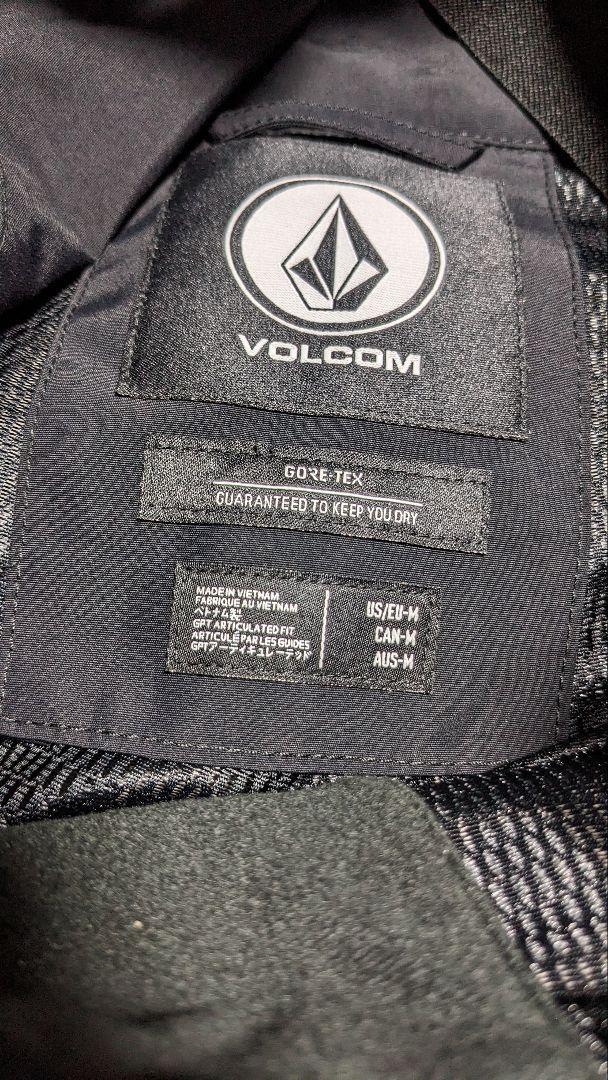 VOLCOM
GORE-TEX
GUARANTEED TO KEEP YOU DRY
MADE IN VIETNAM
FABRIQUE AU VIETNAM
ベトナム製
GPT ARTICULATED FIT
ARTICULÉ PAR LES GUIDES
GPTアーティキュレーテッド
US/EU-M
CAN-M
AUS-M